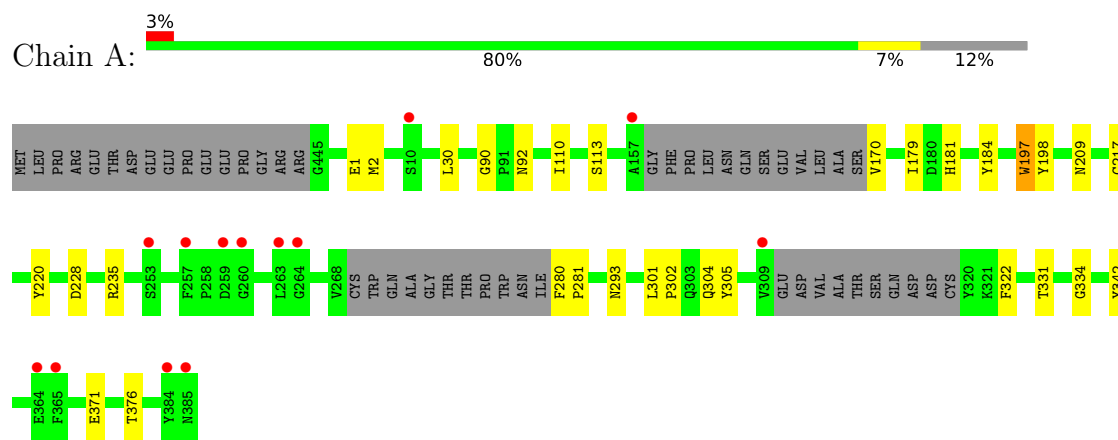 3%
Chain A:
80% 7% 12%
MET LEU PRO ARG GLU THR ASP GLU GLU PRO GLU GLU PRO GLY ARG ARG G445 E1 M2 S10 L30 G90 P91 N92 I110 S113 A157 GLY PHE PRO LEU ASN GLN SER GLU VAL LEU ALA SER V170 I179 D180 H181 Y184 W197 Y198 N209
Y220 D228 R235 S253 F257 P258 D259 G260 L263 G264 V268 CYS TRP GLN ALA GLY THR THR PRO TRP ASN ILE F280 P281 N293 L301 P302 Q303 Q304 Y305 V309 GLU ASP VAL ALA THR SER GLN ASP ASP CYS Y320 K321 F322 T331 G334
E364 F365 E371 T376 Y384 N385